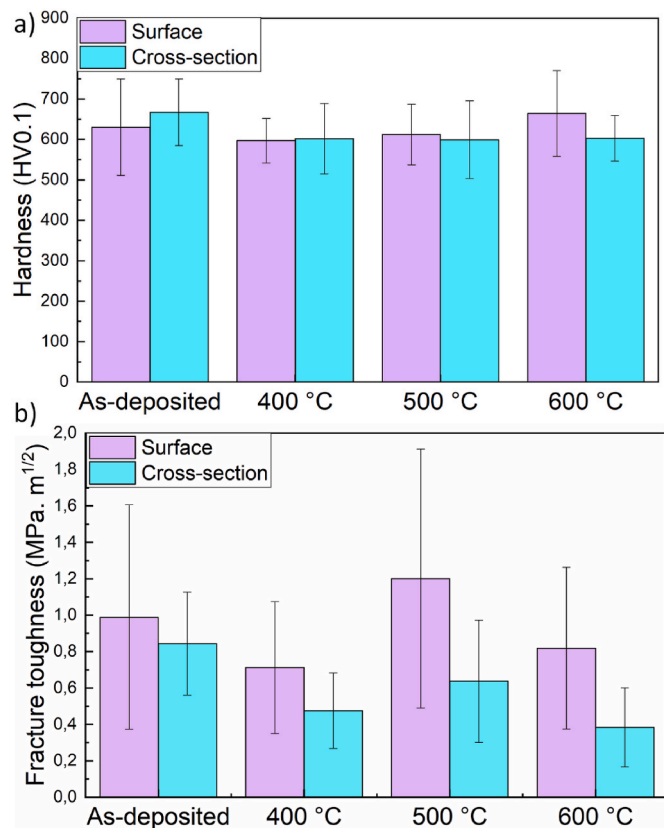 a)
900
800
700
600
500
400
300
200
100
0
Hardness (HV0.1)
Surface
Cross-section
As-deposited 400 °C 500 °C 600 °C
b)
2,0
1,8
1,6
1,4
1,2
1,0
0,8
0,6
0,4
0,2
0,0
Fracture toughness (MPa. m^1/2)
Surface
Cross-section
As-deposited 400 °C 500 °C 600 °C